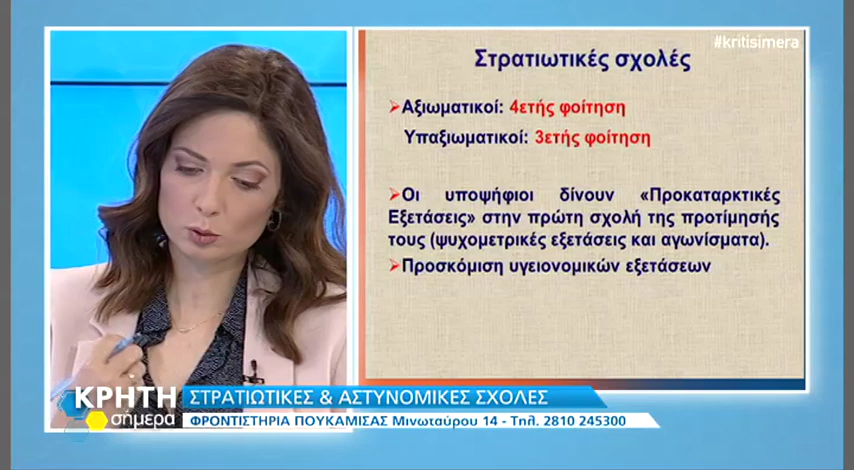 #kritisimera
Στρατιωτικές σχολές
Αξιωματικοί: 4ετής φοίτηση
Υπαξιωματικοί: 3ετής φοίτηση
Οι υποψήφιοι δίνουν «Προκαταρκτικές
Εξετάσεις» στην πρώτη σχολή της προτίμησής
τους (ψυχομετρικές εξετάσεις και αγωνίσματα).
Προσκόμιση υγειονομικών εξετάσεων
ΚΡΗΤΗ
σήμερα
ΣΤΡΑΤΙΩΤΙΚΕΣ & ΑΣΤΥΝΟΜΙΚΕΣ ΣΧΟΛΕΣ
ΦΡΟΝΤΙΣΤΗΡΙΑ ΠΟΥΚΑΜΙΣΑΣ Μινωταύρου 14 - Τηλ. 2810 245300